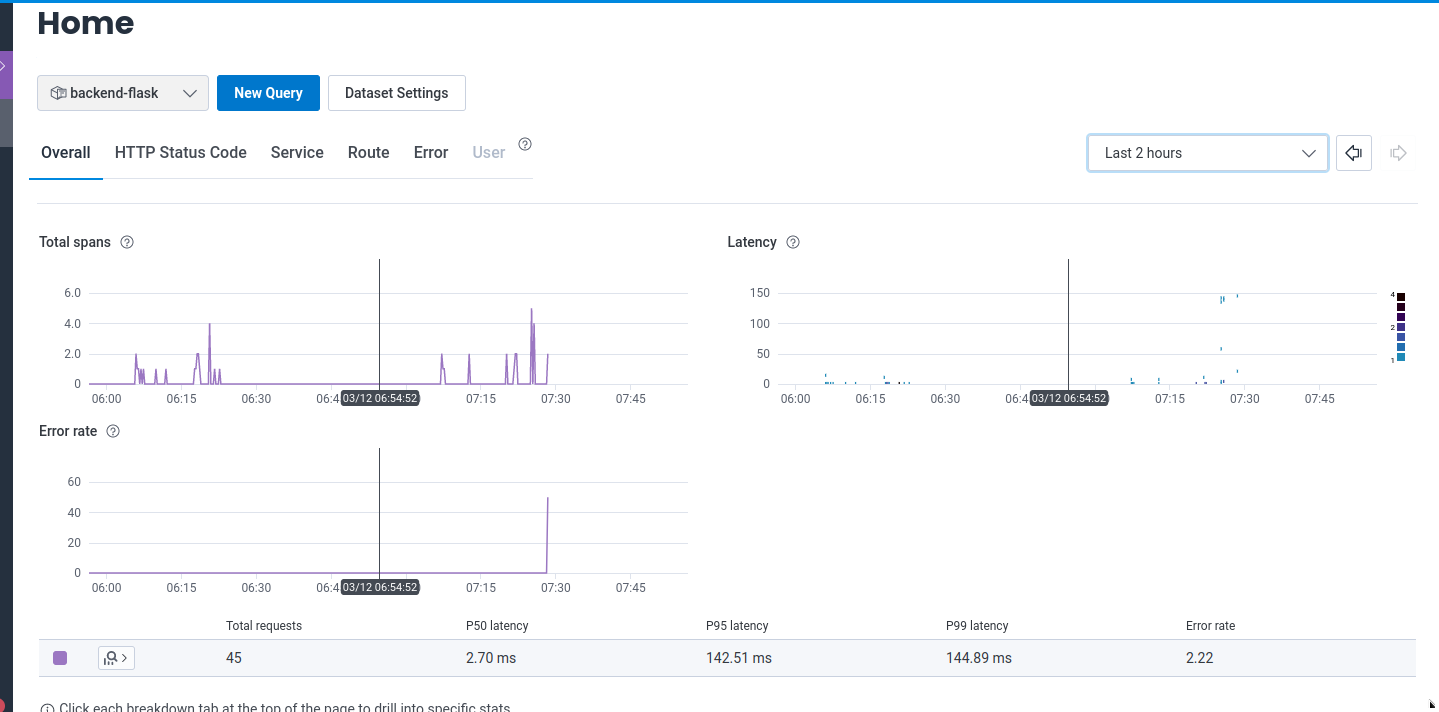 Home
backend-flask
New Query
Dataset Settings
Overall HTTP Status Code Service Route Error User
Last 2 hours
Total spans
6.0
4.0
2.0
0
06:00 06:15 06:30 06:4 03/12 06:54:52 07:15 07:30 07:45
Latency
150
100
50
0
06:00 06:15 06:30 06:4 03/12 06:54:52 07:15 07:30 07:45
4
2
1
Error rate
60
40
20
0
06:00 06:15 06:30 06:4 03/12 06:54:52 07:15 07:30 07:45
Total requests P50 latency P95 latency P99 latency Error rate
45 2.70 ms 142.51 ms 144.89 ms 2.22
Click each breakdown tab at the top of the page to drill into specific stats.